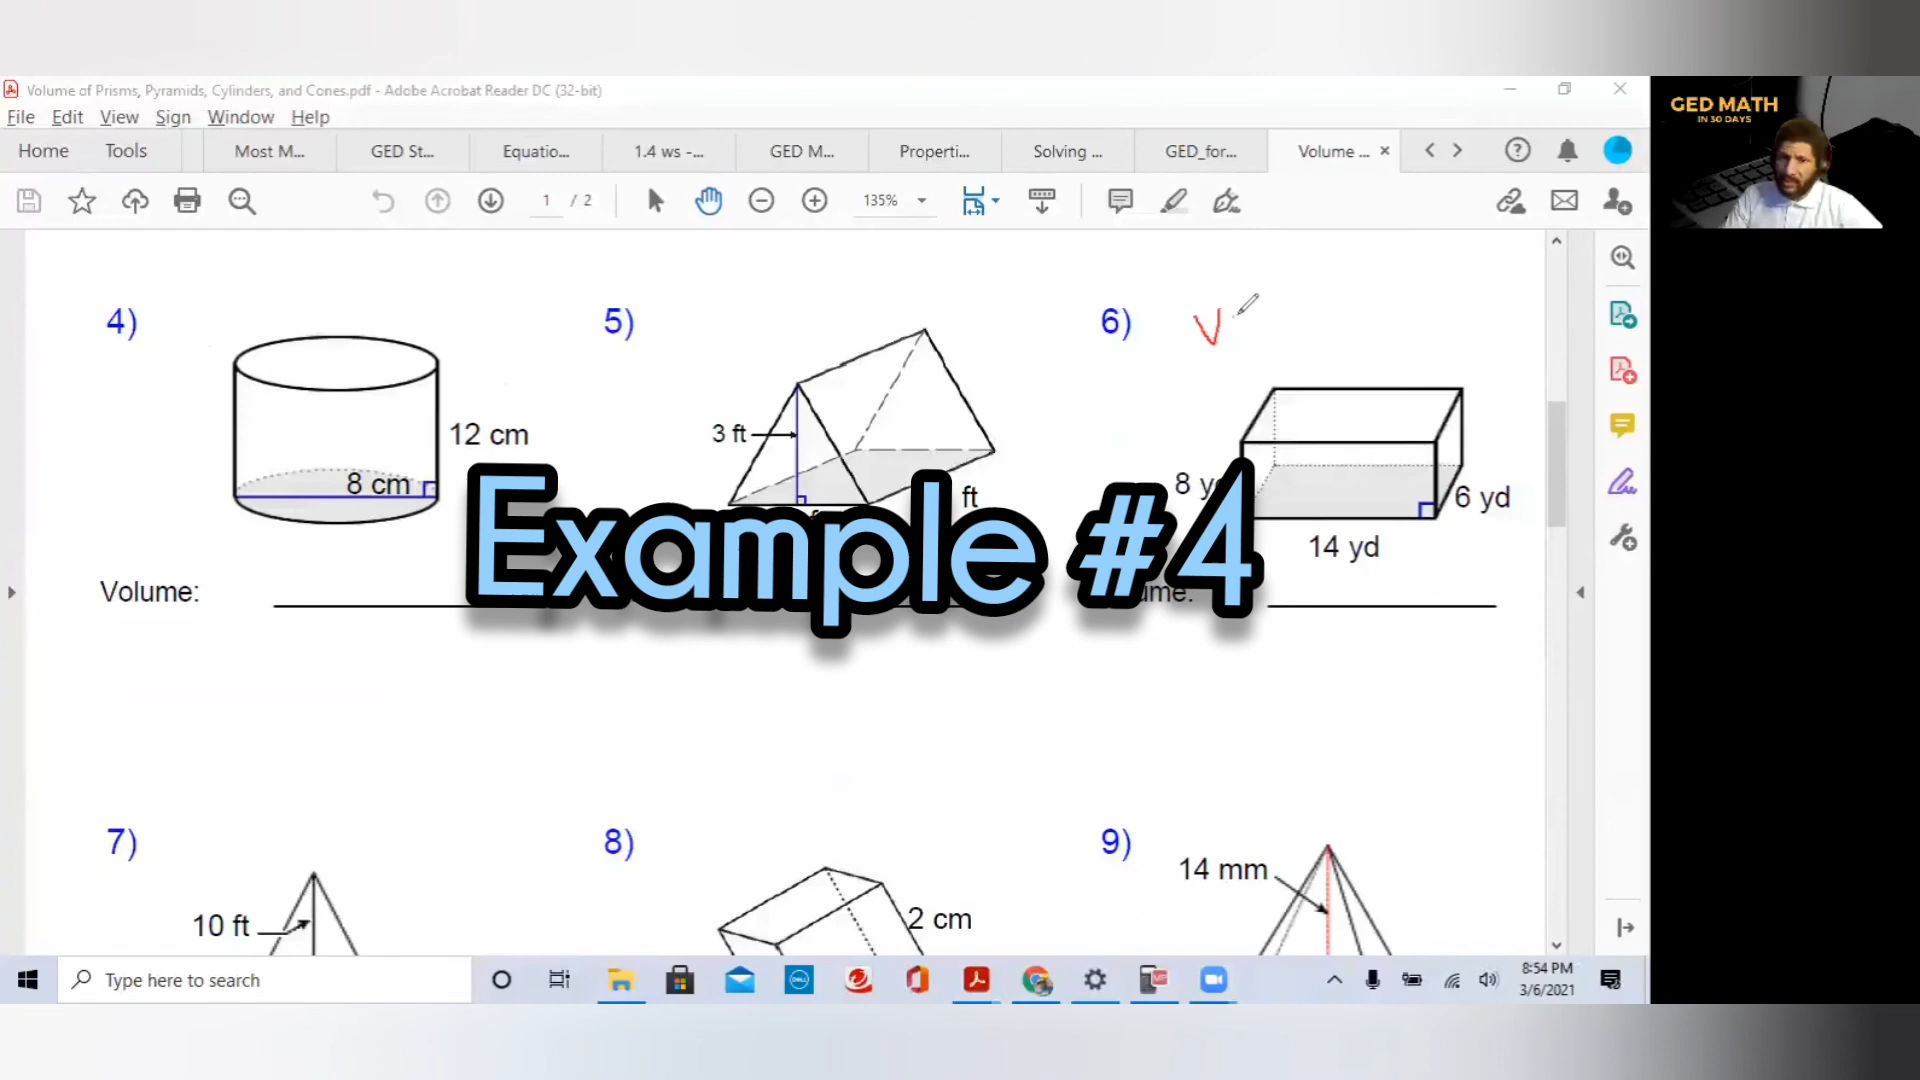 Volume of Prisms, Pyramids, Cylinders, and Cones.pdf - Adobe Acrobat Reader DC (32-bit)
GED MATH
IN 30 DAYS
File Edit View Sign Window Help
Home Tools Most M... GED St... Equatio... 1.4 ws -... GED M... Properti... Solving ... GED_for... Volume ...
1 / 2 135%
4) 5) 6) V
12 cm 3 ft
8 cm ft 8 6 yd
14 yd
Example #4
Volume:
7) 8) 9)
14 mm
10 ft 2 cm
Type here to search
8:54 PM
3/6/2021